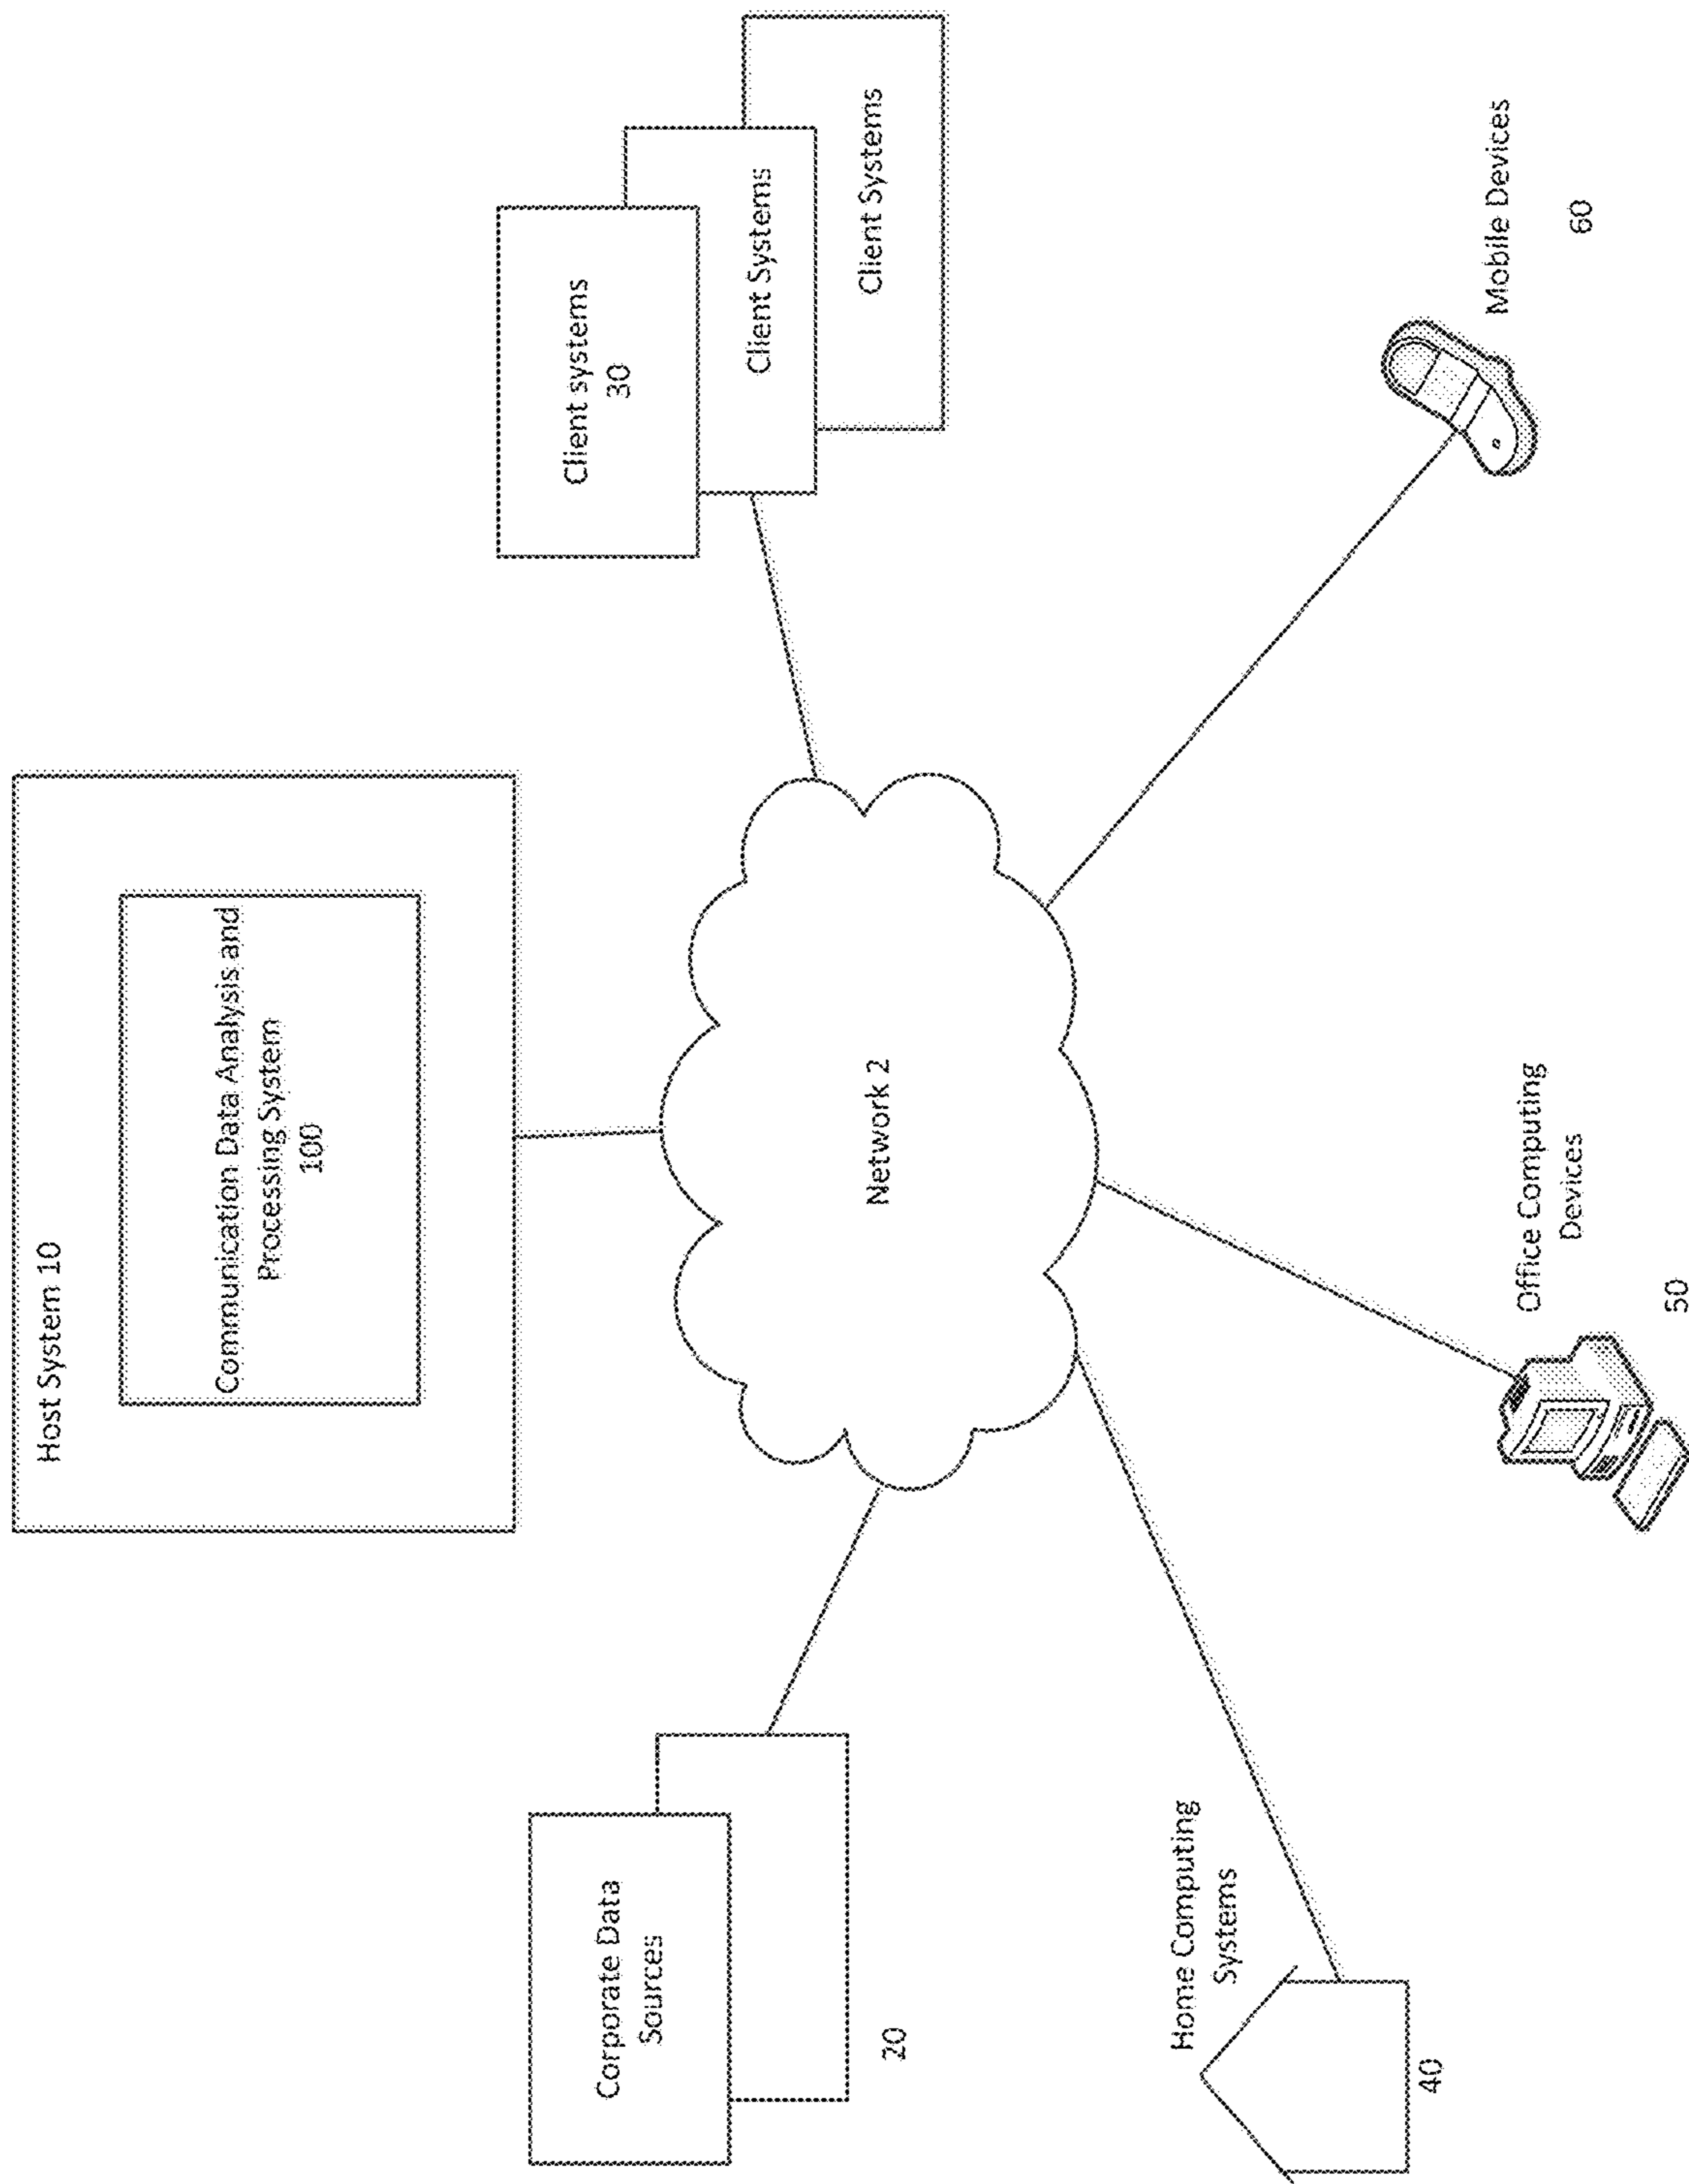 Host System 10
Communication Data Analysis and
Processing System
100
Corporate Data
Sources
20
Client systems
30
Client Systems
Client Systems
Network 2
Home Computing
Systems
40
Office Computing
Devices
50
Mobile Devices
60